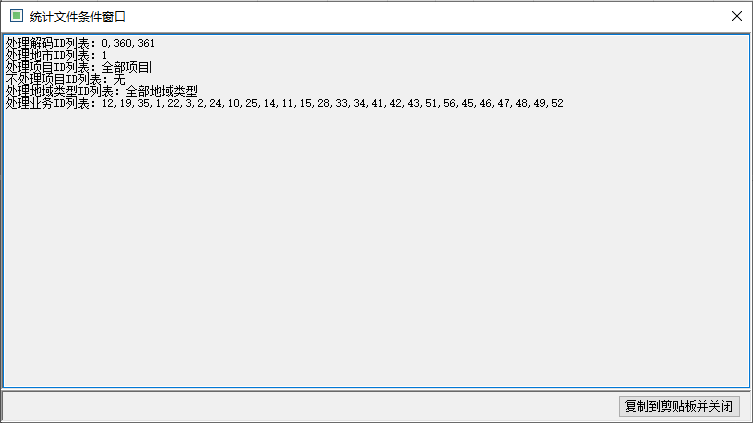 统计文件条件窗口
处理解码ID列表：0,360,361
处理地市ID列表：1
处理项目ID列表：全部项目
不处理项目ID列表：无
处理地域类型ID列表：全部地域类型
处理业务ID列表：12,19,35,1,22,3,2,24,10,25,14,11,15,28,33,34,41,42,43,51,56,45,46,47,48,49,52
复制到剪贴板并关闭